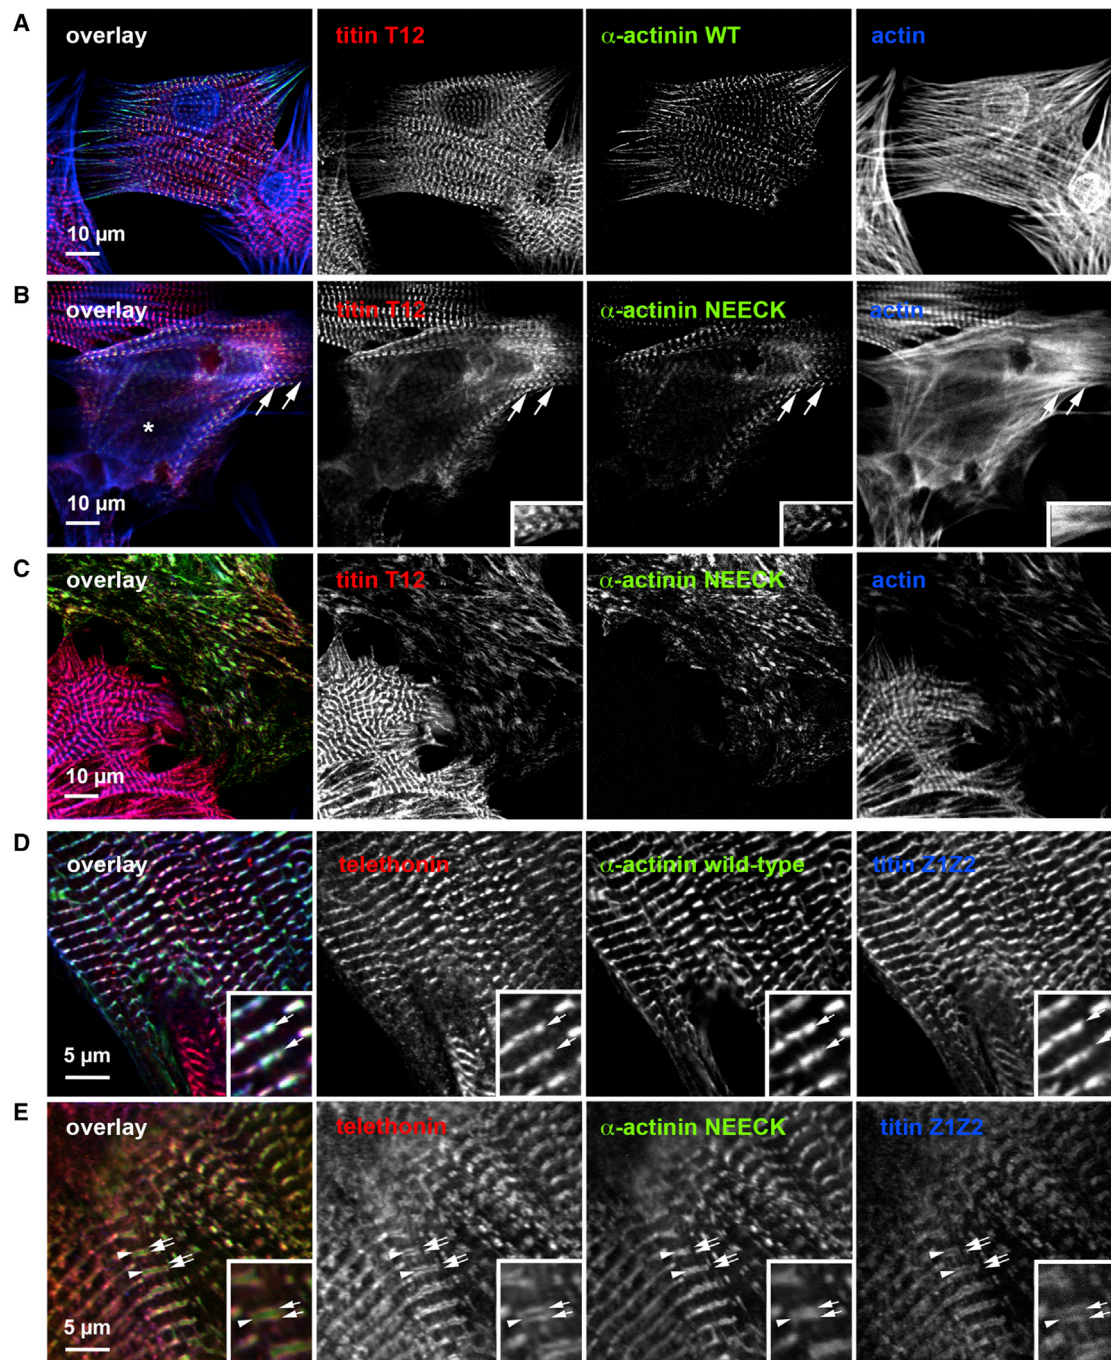 A
overlay
titin T12
α-actinin WT
actin
10 µm
B
overlay
titin T12
α-actinin NEECK
actin
*
10 µm
C
overlay
titin T12
α-actinin NEECK
actin
10 µm
D
overlay
telethonin
α-actinin wild-type
titin Z1Z2
5 µm
E
overlay
telethonin
α-actinin NEECK
titin Z1Z2
5 µm